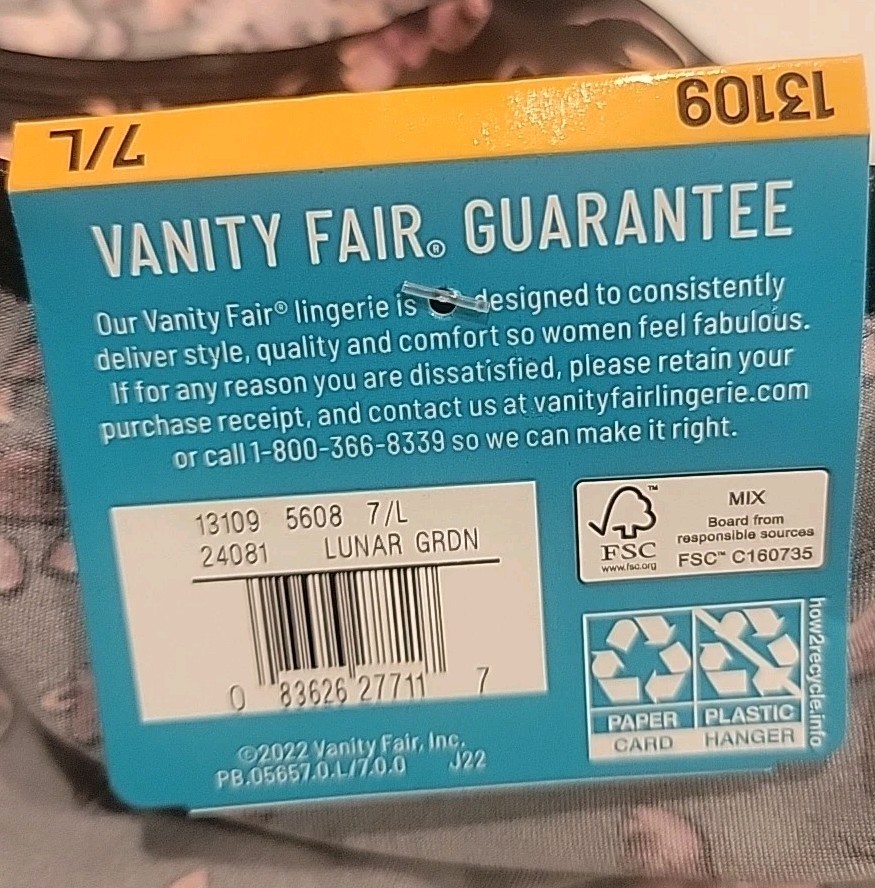 7/L
13109
VANITY FAIR® GUARANTEE
Our Vanity Fair® lingerie is designed to consistently
deliver style, quality and comfort so women feel fabulous.
If for any reason you are dissatisfied, please retain your
purchase receipt, and contact us at vanityfairlingerie.com
or call 1-800-366-8339 so we can make it right.
13109 5608 7/L
24081 LUNAR GRDN
0 83626 27711 7
©2022 Vanity Fair, Inc.
PB.05657.0.L/7.0.0 J22
FSC™
www.fsc.org
MIX
Board from
responsible sources
FSC™ C160735
PAPER
CARD
PLASTIC
HANGER
how2recycle.info